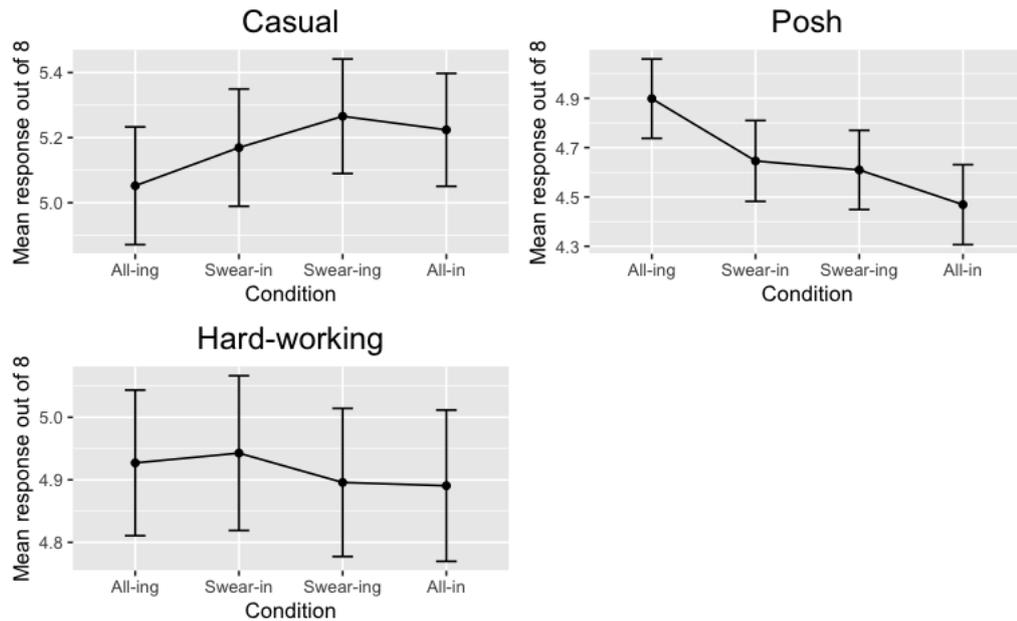 Casual
Mean response out of 8
5.4
5.2
5.0
All-ing
Swear-in
Swear-ing
All-in
Condition
Posh
Mean response out of 8
4.9
4.7
4.5
4.3
All-ing
Swear-in
Swear-ing
All-in
Condition
Hard-working
Mean response out of 8
5.0
4.9
4.8
All-ing
Swear-in
Swear-ing
All-in
Condition